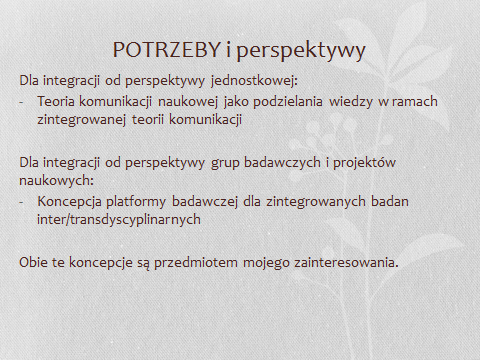 POTRZEBY i perspektywy
Dla integracji od perspektywy jednostkowej:
- Teoria komunikacji naukowej jako podzielania wiedzy w ramach
zintegrowanej teorii komunikacji
Dla integracji od perspektywy grup badawczych i projektów
naukowych:
- Koncepcja platformy badawczej dla zintegrowanych badan
inter/transdyscyplinarnych
Obie te koncepcje są przedmiotem mojego zainteresowania.